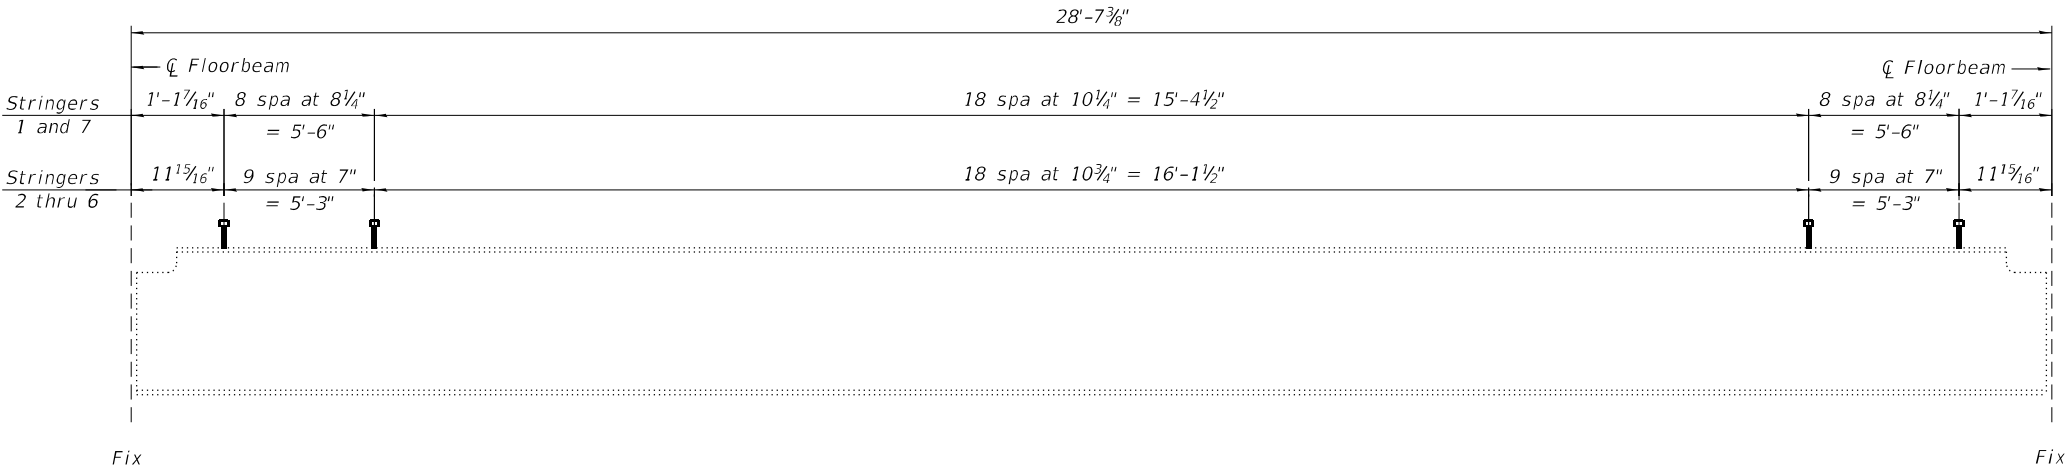 28'-7⅜"
℄ Floorbeam ℄ Floorbeam
Stringers 1'-1⁷⁄₁₆" 8 spa at 8¼" 18 spa at 10¼" = 15'-4½" 8 spa at 8¼" 1'-1⁷⁄₁₆"
1 and 7 = 5'-6" = 5'-6"
Stringers 11¹⁵⁄₁₆" 9 spa at 7" 18 spa at 10¾" = 16'-1½" 9 spa at 7" 11¹⁵⁄₁₆"
2 thru 6 = 5'-3" = 5'-3"
Fix Fix